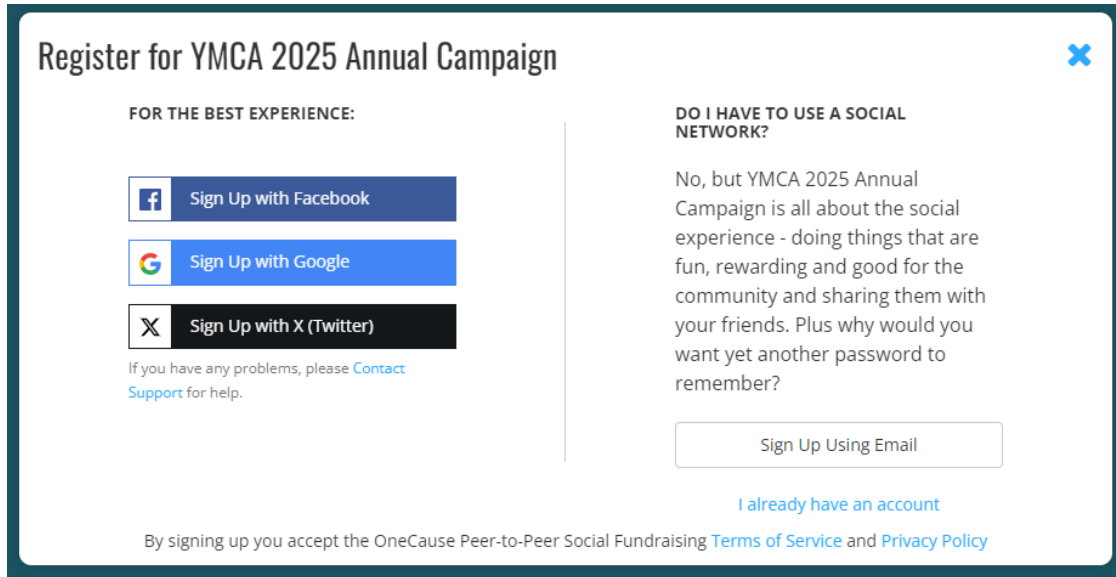 Register for YMCA 2025 Annual Campaign
FOR THE BEST EXPERIENCE:
Sign Up with Facebook
Sign Up with Google
Sign Up with X (Twitter)
If you have any problems, please Contact
Support for help.
DO I HAVE TO USE A SOCIAL
NETWORK?
No, but YMCA 2025 Annual
Campaign is all about the social
experience - doing things that are
fun, rewarding and good for the
community and sharing them with
your friends. Plus why would you
want yet another password to
remember?
Sign Up Using Email
I already have an account
By signing up you accept the OneCause Peer-to-Peer Social Fundraising Terms of Service and Privacy Policy